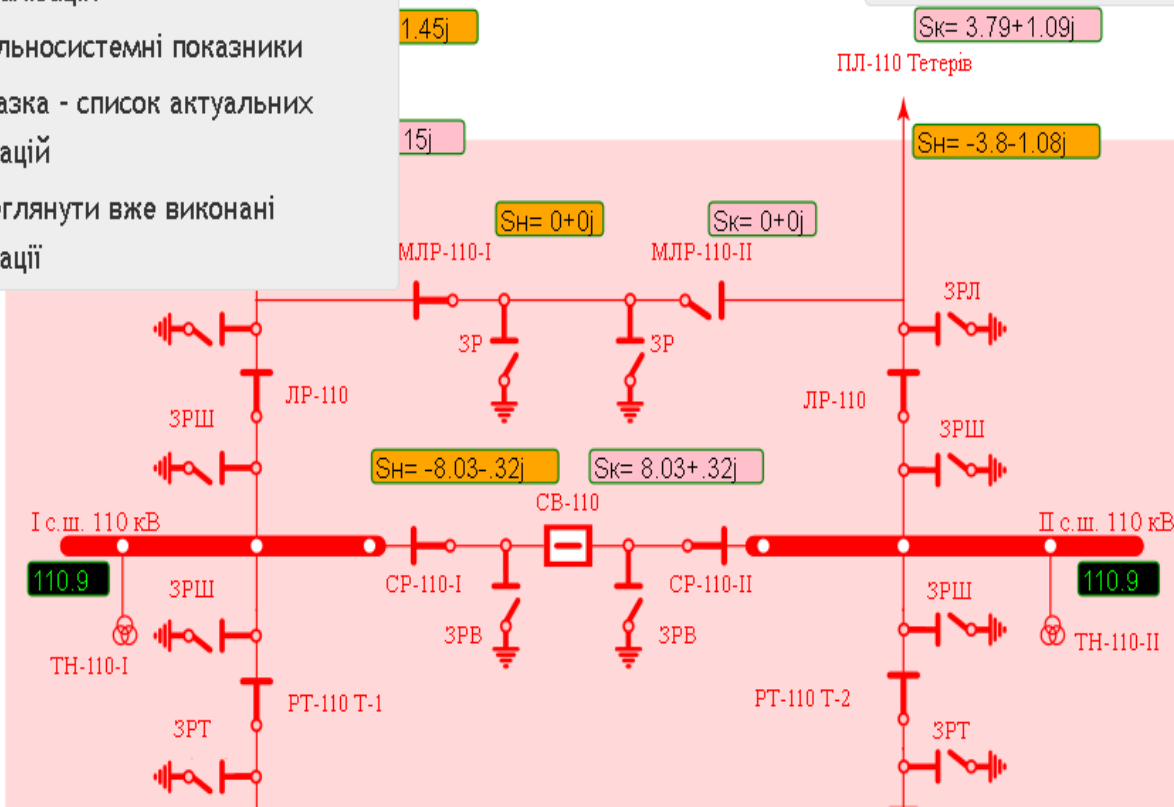 льносистемні показники
азка - список актуальних
ацій
глянути вже виконані
ації
1.45j
15j
Sк= 3.79+1.09j
ПЛ-110 Тетерів
Sн= -3.8-1.08j
Sн= 0+0j
Sк= 0+0j
МЛР-110-I
МЛР-110-II
ЗРЛ
ЗР
ЗР
ЛР-110
ЛР-110
ЗРШ
ЗРШ
Sн= -8.03-.32j
Sк= 8.03+.32j
СВ-110
I с.ш. 110 кВ
II с.ш. 110 кВ
110.9
СР-110-I
СР-110-II
110.9
ЗРШ
ЗРШ
ЗРВ
ЗРВ
ТН-110-I
ТН-110-II
РТ-110 Т-1
РТ-110 Т-2
ЗРТ
ЗРТ